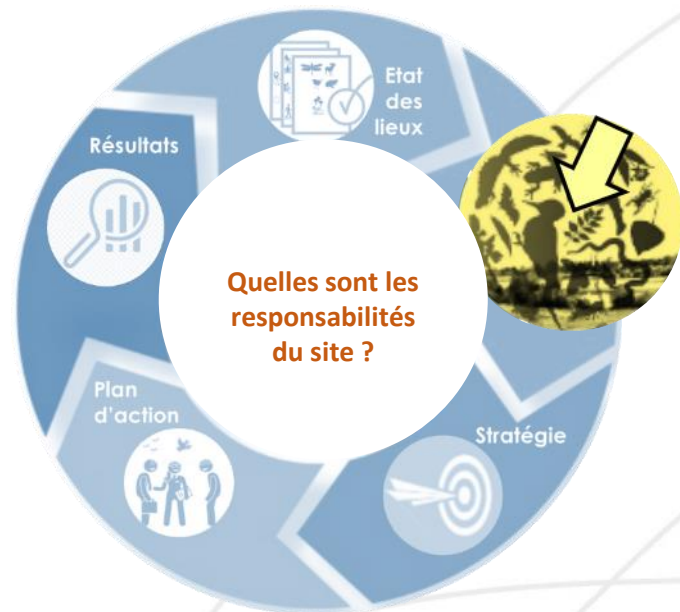 Etat
des
lieux
Résultats
Quelles sont les
responsabilités
du site ?
Plan
d'action
Stratégie